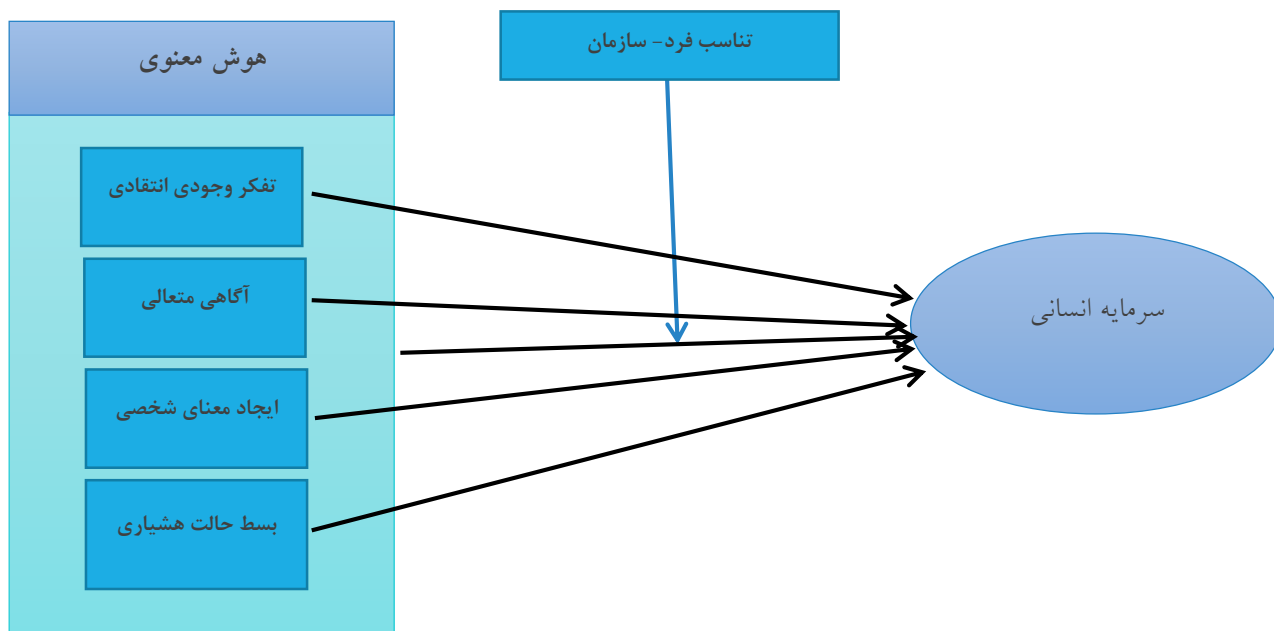 هوش معنوی
تناسب فرد- سازمان
تفکر وجودی انتقادی
آگاهی متعالی
ایجاد معنای شخصی
بسط حالت هشیاری
سرمایه انسانی